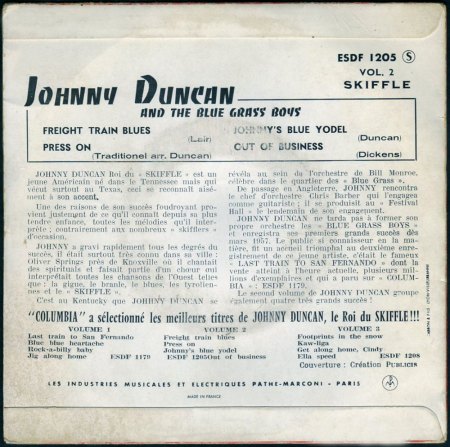 ESDF 1205 Ⓢ
VOL. 2
SKIFFLE
JOHNNY DUNCAN
AND THE BLUE GRASS BOYS
FREIGHT TRAIN BLUES
(Lair)
PRESS ON
(Traditionel arr. Duncan)
JOHNNY'S BLUE YODEL
(Duncan)
OUT OF BUSINESS
(Dickens)
JOHNNY DUNCAN Roi du « SKIFFLE » est un
jeune Américain né dans le Tennessee mais qui
vécut surtout au Texas, ceci se reconnaît aisé-
ment à son accent.
Une des raisons de son succès foudroyant pro-
vient justement de ce qu'il connaît depuis sa plus
tendre enfance, toutes les mélodies qu'il inter-
prète ; contrairement aux nombreux « skifflers »
d'occasion.
JOHNNY a gravi rapidement tous les degrés du
succès, il était surtout très connu dans sa ville :
Oliver Springs près de Knoxville où il chantait
des spirituals et faisait partie d'un chœur qui
interprétait toutes les chansons de l'Ouest telles
que : la gigue, le branle, le blues, les tyrolien-
nes et le « SKIFFLE ».
C'est au Kentucky que JOHNNY DUNCAN se
révéla au sein de l'orchestre de Bill Monroe,
célèbre dans le quartier des « Blue Grass ».
De passage en Angleterre, JOHNNY rencontra
le chef d'orchestre Chris Barber qui l'engagea
comme guitariste ; il se produisit au « Festival
Hall » le lendemain de son engagement.
JOHNNY DUNCAN ne tarda pas à former son
propre orchestre les « BLUE GRASS BOYS »
et enregistra ses premiers grands succès dès
mars 1957. Le public si connaisseur en la ma-
tière, fit un accueil triomphal au deuxième enre-
gistrement de ce jeune artiste, c'était le fameux
« LAST TRAIN TO SAN FERNANDO » dont la
vente atteint à l'heure actuelle, plusieurs mil-
liers d'exemplaires et qui a paru sur « COLUM-
BIA » : ESDF 1179.
Le second volume de JOHNNY DUNCAN groupe
également quatre très grands succès !
"COLUMBIA" a sélectionné les meilleurs titres de JOHNNY DUNCAN, le Roi du SKIFFLE !!!
VOLUME 1
Last train to San Fernando
Blue blue heartache
Rock-a-billy baby
Jig along home ESDF 1179
VOLUME 2
Freight train blues
Press on
Johnny's blue yodel
ESDF 1205 Out of business
VOLUME 3
Footprints in the snow
Kaw-liga
Get along home, Cindy
Ella speed ESDF 1208
Couverture : Création PUBLICIS
LES INDUSTRIES MUSICALES ET ELECTRIQUES PATHE-MARCONI - PARIS
MADE IN FRANCE